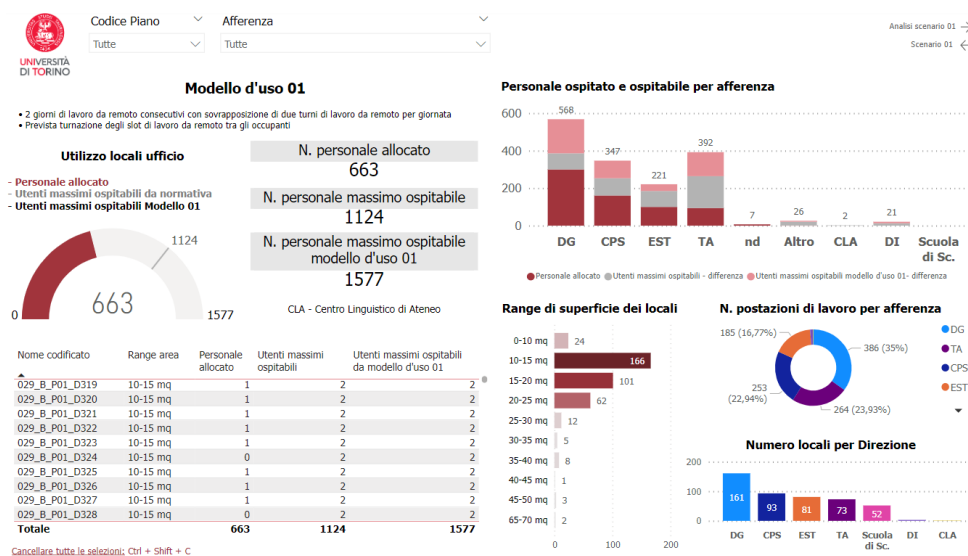 Codice Piano
Afferenza
Tutte
Tutte
Analisi scenario 01
Scenario 01
UNIVERSITÀ
DI TORINO
Modello d'uso 01
• 2 giorni di lavoro da remoto consecutivi con sovrapposizione di due turni di lavoro da remoto per giornata
• Prevista turnazione degli slot di lavoro da remoto tra gli occupanti
Utilizzo locali ufficio
- Personale allocato
- Utenti massimi ospitabili da normativa
- Utenti massimi ospitabili Modello 01
0
663
1124
1577
N. personale allocato
663
N. personale massimo ospitabile
1124
N. personale massimo ospitabile
modello d'uso 01
1577
CLA - Centro Linguistico di Ateneo
Nome codificato Range area Personale allocato Utenti massimi ospitabili Utenti massimi ospitabili da modello d'uso 01
029_B_P01_D319 10-15 mq 1 2 2
029_B_P01_D320 10-15 mq 1 2 2
029_B_P01_D321 10-15 mq 1 2 2
029_B_P01_D322 10-15 mq 1 2 2
029_B_P01_D323 10-15 mq 1 2 2
029_B_P01_D324 10-15 mq 0 2 2
029_B_P01_D325 10-15 mq 1 2 2
029_B_P01_D326 10-15 mq 1 2 2
029_B_P01_D327 10-15 mq 1 2 2
029_B_P01_D328 10-15 mq 0 2 2
Totale 663 1124 1577
Cancellare tutte le selezioni: Ctrl + Shift + C
Personale ospitato e ospitabile per afferenza
600
400
200
0
568
347
221
392
7
26
2
21
DG CPS EST TA nd Altro CLA DI Scuola
di Sc.
Personale allocato Utenti massimi ospitabili - differenza Utenti massimi ospitabili modello d'uso 01- differenza
Range di superficie dei locali
0-10 mq 24
10-15 mq 166
15-20 mq 101
20-25 mq 62
25-30 mq 12
30-35 mq 5
35-40 mq 8
40-45 mq 1
45-50 mq 3
65-70 mq 2
0 100 200
N. postazioni di lavoro per afferenza
185 (16,77%)
386 (35%)
253
(22,94%)
264 (23,93%)
DG
TA
CPS
EST
Numero locali per Direzione
200
100
0
161
93
81
73
52
DG CPS EST TA Scuola DI CLA
di Sc.